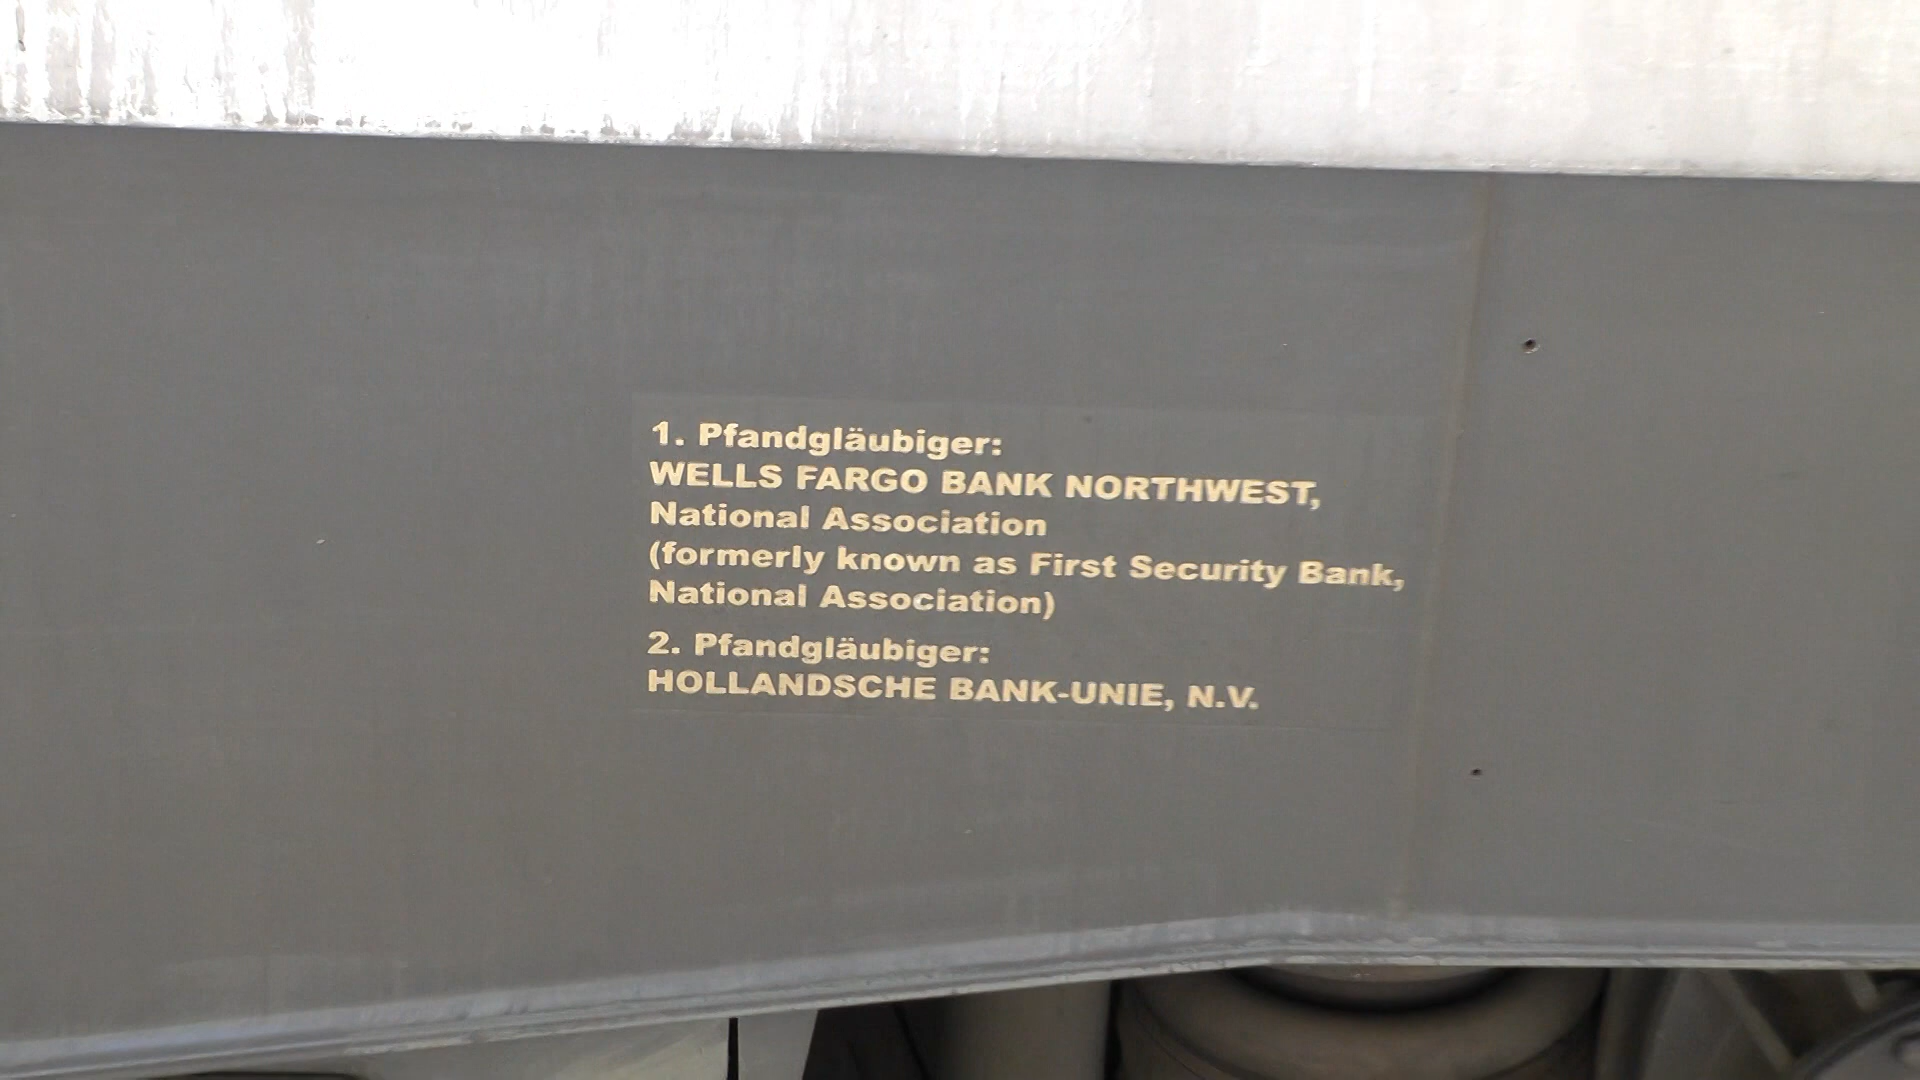 1. Pfandgläubiger:
WELLS FARGO BANK NORTHWEST,
National Association
(formerly known as First Security Bank,
National Association)
2. Pfandgläubiger:
HOLLANDSCHE BANK-UNIE, N.V.